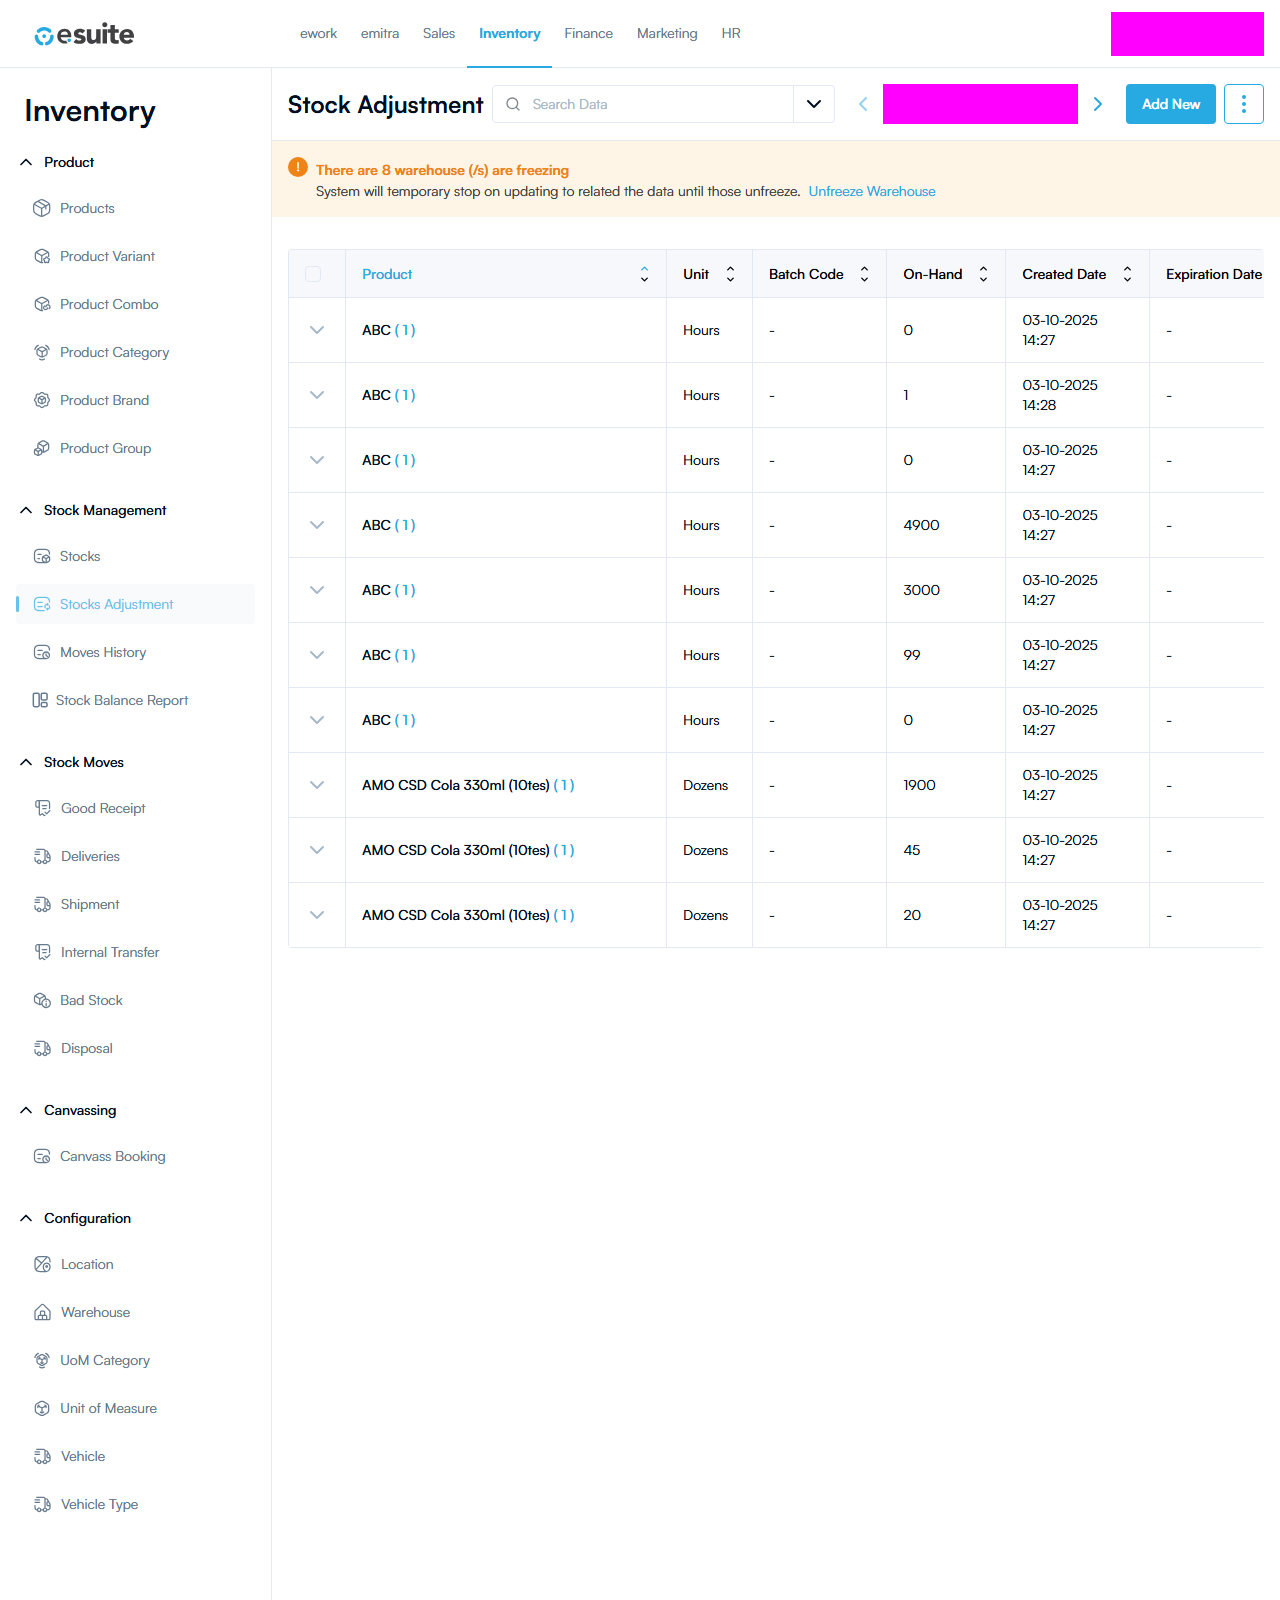 esuite
ework emitra Sales Inventory Finance Marketing HR
Inventory
Product
Products
Product Variant
Product Combo
Product Category
Product Brand
Product Group
Stock Management
Stocks
Stocks Adjustment
Moves History
Stock Balance Report
Stock Moves
Good Receipt
Deliveries
Shipment
Internal Transfer
Bad Stock
Disposal
Canvassing
Canvass Booking
Configuration
Location
Warehouse
UoM Category
Unit of Measure
Vehicle
Vehicle Type
Stock Adjustment Search Data Add New
There are 8 warehouse (/s) are freezing
System will temporary stop on updating to related the data until those unfreeze. Unfreeze Warehouse
Product Unit Batch Code On-Hand Created Date Expiration Date
ABC ( 1 ) Hours - 0 03-10-2025 14:27 -
ABC ( 1 ) Hours - 1 03-10-2025 14:28 -
ABC ( 1 ) Hours - 0 03-10-2025 14:27 -
ABC ( 1 ) Hours - 4900 03-10-2025 14:27 -
ABC ( 1 ) Hours - 3000 03-10-2025 14:27 -
ABC ( 1 ) Hours - 99 03-10-2025 14:27 -
ABC ( 1 ) Hours - 0 03-10-2025 14:27 -
AMO CSD Cola 330ml (10tes) ( 1 ) Dozens - 1900 03-10-2025 14:27 -
AMO CSD Cola 330ml (10tes) ( 1 ) Dozens - 45 03-10-2025 14:27 -
AMO CSD Cola 330ml (10tes) ( 1 ) Dozens - 20 03-10-2025 14:27 -